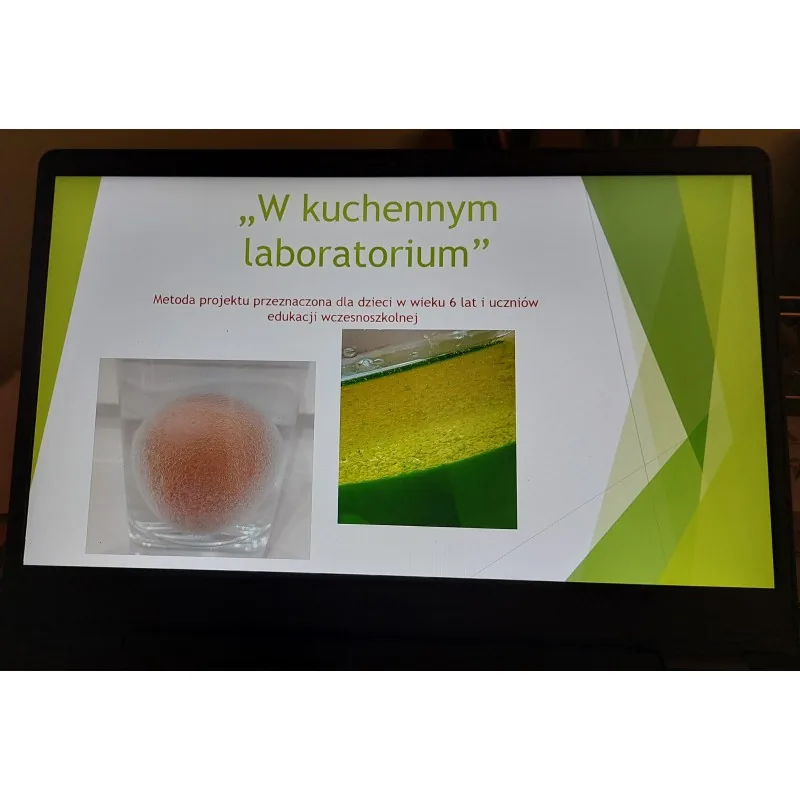 „W kuchennym
laboratorium”
Metoda projektu przeznaczona dla dzieci w wieku 6 lat i uczniów
edukacji wczesnoszkolnej